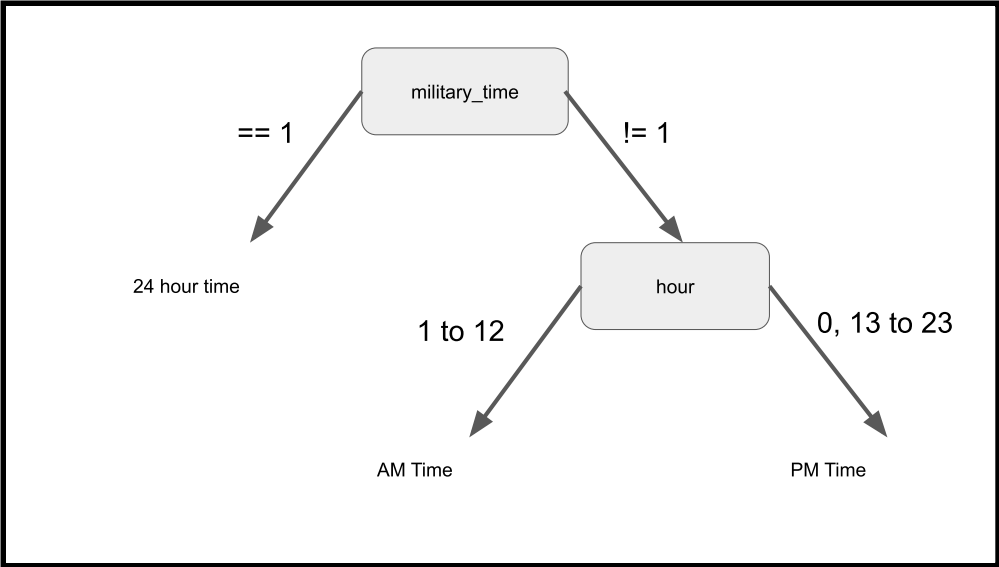 military_time
== 1
!= 1
24 hour time
hour
1 to 12
0, 13 to 23
AM Time
PM Time